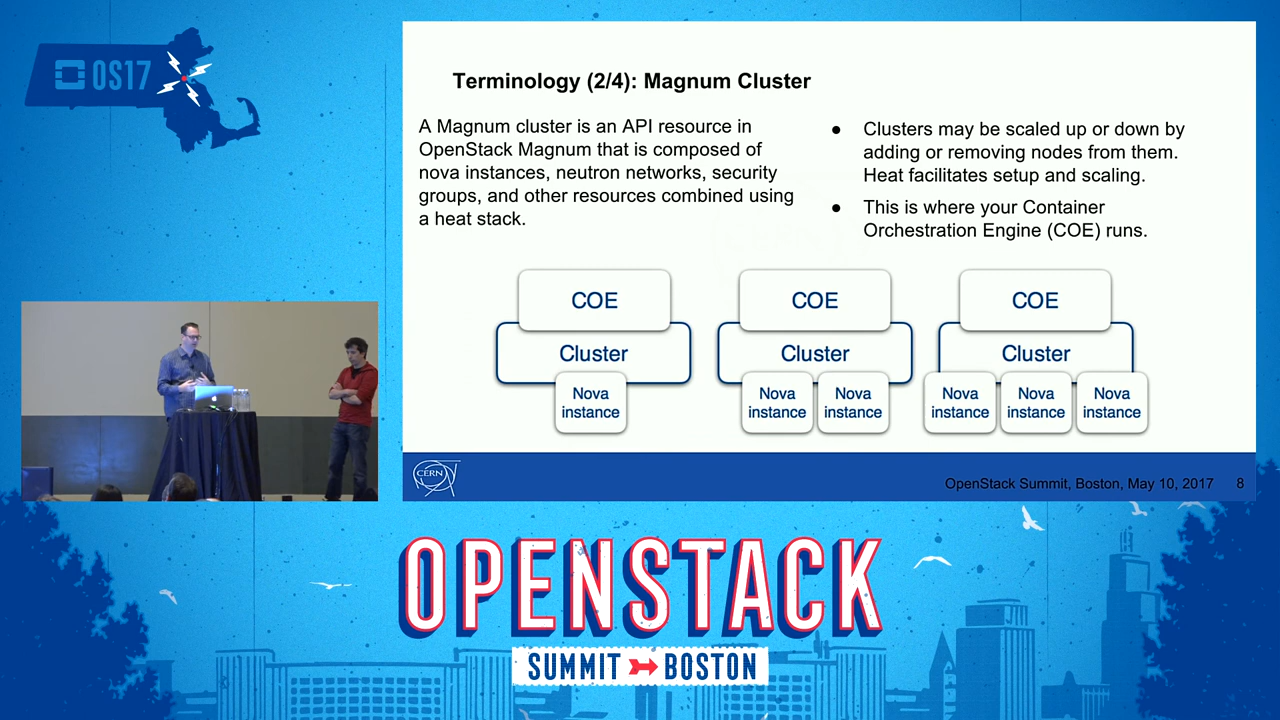 OS17
Terminology (2/4): Magnum Cluster
A Magnum cluster is an API resource in
OpenStack Magnum that is composed of
nova instances, neutron networks, security
groups, and other resources combined using
a heat stack.
● Clusters may be scaled up or down by
adding or removing nodes from them.
Heat facilitates setup and scaling.
● This is where your Container
Orchestration Engine (COE) runs.
COE
COE
COE
Cluster
Cluster
Cluster
Nova
instance
Nova
instance
Nova
instance
Nova
instance
Nova
instance
Nova
instance
CERN
OpenStack Summit, Boston, May 10, 2017 8
OPENSTACK
SUMMIT BOSTON